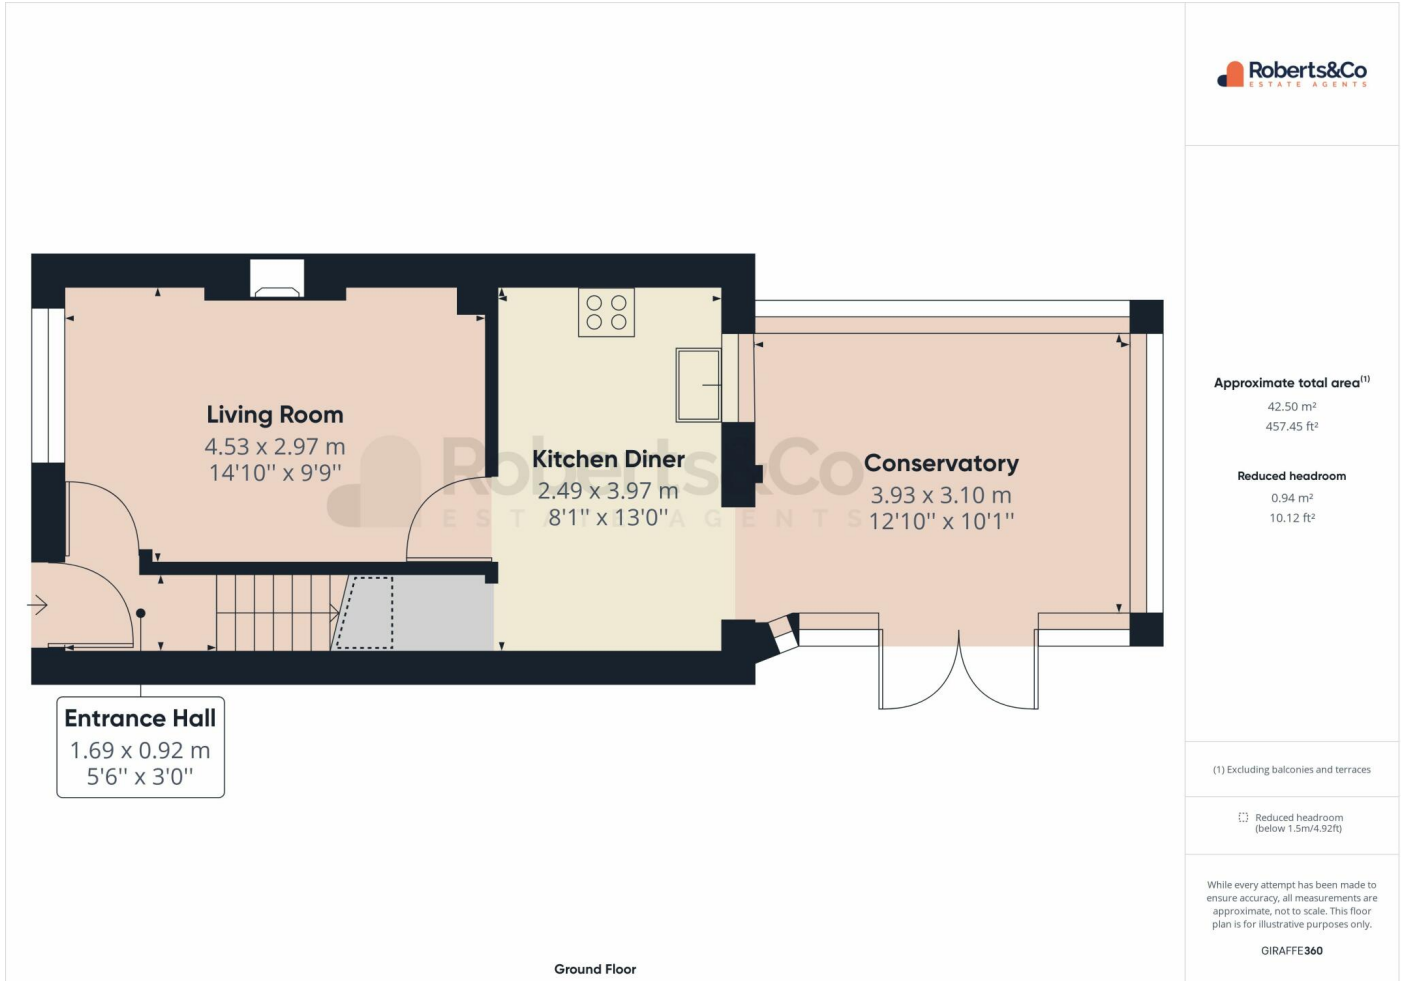 Roberts&Co
ESTATE AGENTS
Living Room
4.53 x 2.97 m
14'10'' x 9'9''
Kitchen Diner
2.49 x 3.97 m
8'1'' x 13'0''
Conservatory
3.93 x 3.10 m
12'10'' x 10'1''
Roberts&Co
ESTATE AGENTS
Entrance Hall
1.69 x 0.92 m
5'6'' x 3'0''
Ground Floor
Approximate total area(1)
42.50 m²
457.45 ft²
Reduced headroom
0.94 m²
10.12 ft²
(1) Excluding balconies and terraces
Reduced headroom
(below 1.5m/4.92ft)
While every attempt has been made to
ensure accuracy, all measurements are
approximate, not to scale. This floor
plan is for illustrative purposes only.
GIRAFFE360